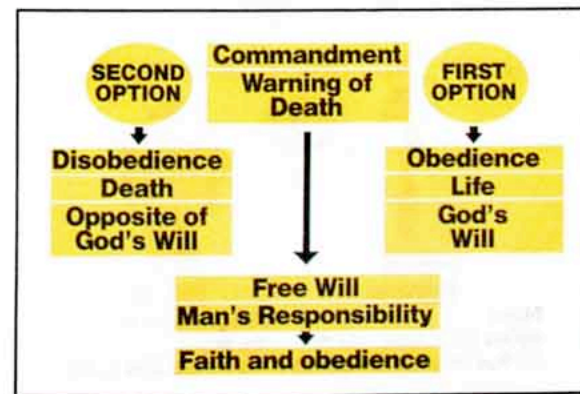 SECOND
OPTION
Commandment
Warning of
Death
FIRST
OPTION
Disobedience
Death
Opposite of
God's Will
Obedience
Life
God's
Will
Free Will
Man's Responsibility
Faith and obedience